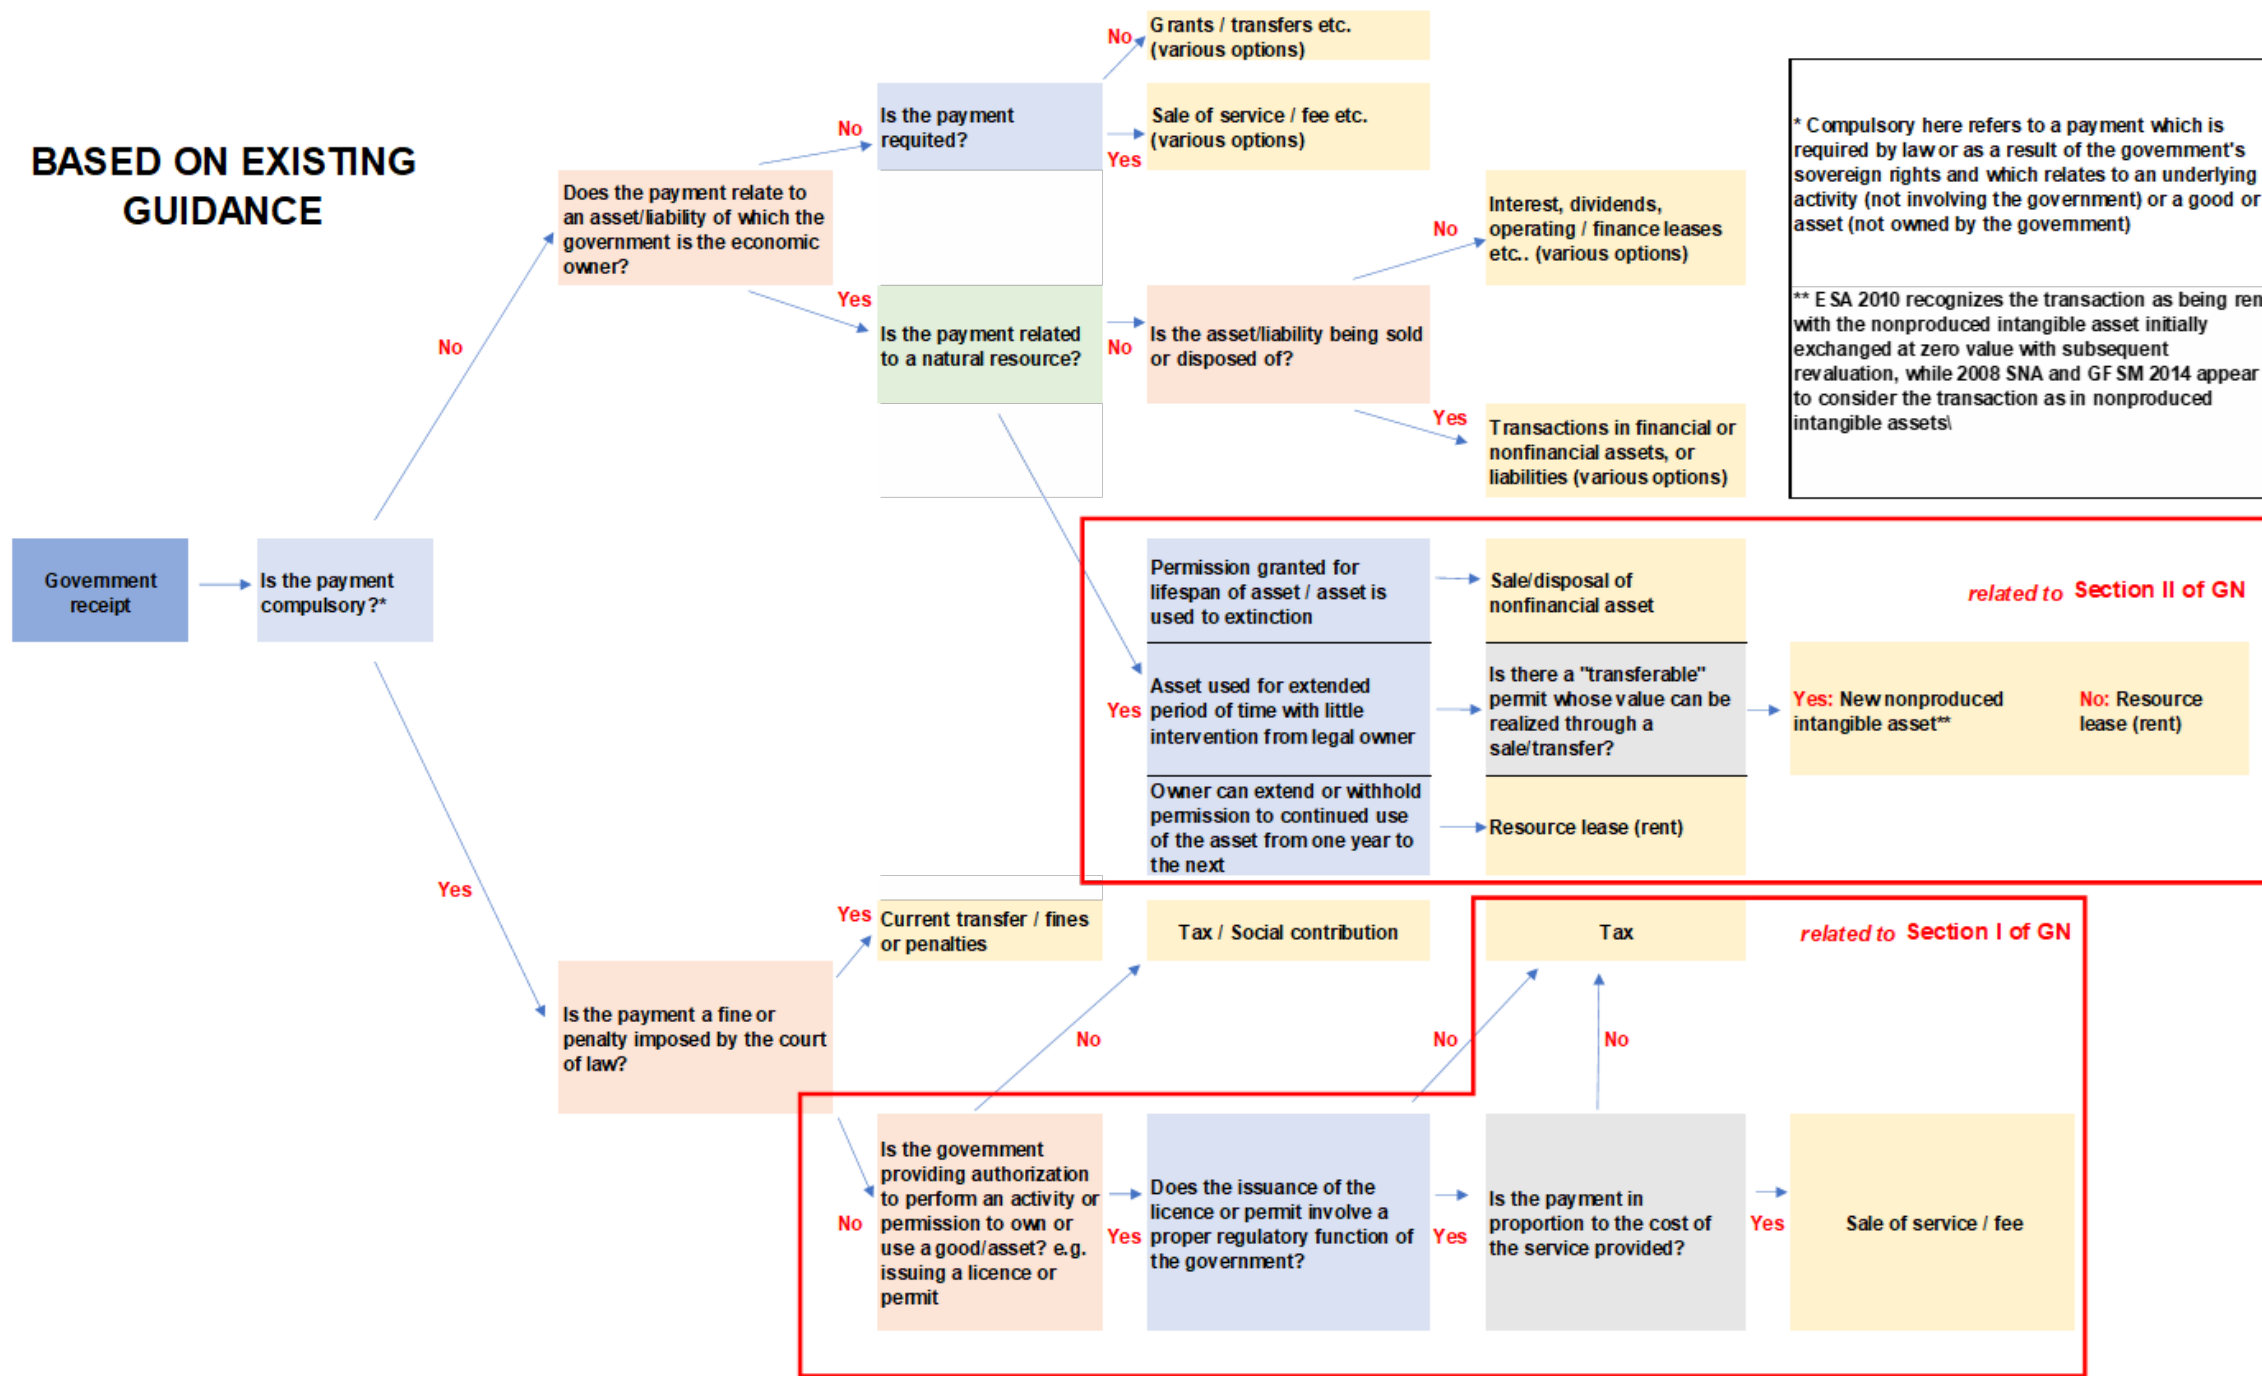 BASED ON EXISTING
GUIDANCE
Government
receipt
Is the payment
compulsory?*
No
Yes
Does the payment relate to
an asset/liability of which the
government is the economic
owner?
No
Yes
Is the payment
requited?
No
Yes
Grants / transfers etc.
(various options)
Sale of service / fee etc.
(various options)
Is the payment related
to a natural resource?
No
Is the asset/liability being sold
or disposed of?
No
Interest, dividends,
operating / finance leases
etc.. (various options)
Yes
Transactions in financial or
nonfinancial assets, or
liabilities (various options)
* Compulsory here refers to a payment which is
required by law or as a result of the government's
sovereign rights and which relates to an underlying
activity (not involving the government) or a good or
asset (not owned by the government)
** ESA 2010 recognizes the transaction as being ren
with the nonproduced intangible asset initially
exchanged at zero value with subsequent
revaluation, while 2008 SNA and GFSM 2014 appear
to consider the transaction as in nonproduced
intangible assets\
Yes
Permission granted for
lifespan of asset / asset is
used to extinction
Sale/disposal of
nonfinancial asset
related to Section II of GN
Asset used for extended
period of time with little
intervention from legal owner
Is there a "transferable"
permit whose value can be
realized through a
sale/transfer?
Yes: New nonproduced
intangible asset**
No: Resource
lease (rent)
Owner can extend or withhold
permission to continued use
of the asset from one year to
the next
Resource lease (rent)
Is the payment a fine or
penalty imposed by the court
of law?
Yes
Current transfer / fines
or penalties
Tax / Social contribution
Tax
related to Section I of GN
No
No
No
No
Is the government
providing authorization
to perform an activity or
permission to own or
use a good/asset? e.g.
issuing a licence or
permit
Yes
Does the issuance of the
licence or permit involve a
proper regulatory function of
the government?
Yes
Is the payment in
proportion to the cost of
the service provided?
Yes
Sale of service / fee